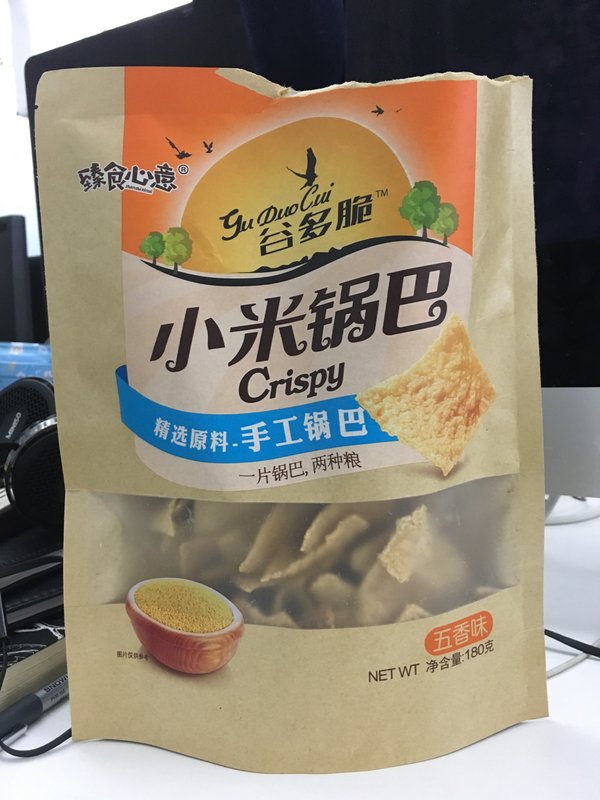 臻食心意®
Gu Duo Cui
谷多脆™
小米锅巴
Crispy
精选原料-手工锅巴
一片锅巴,两种粮
五香味
NET WT 净含量:180克
图片仅供参考